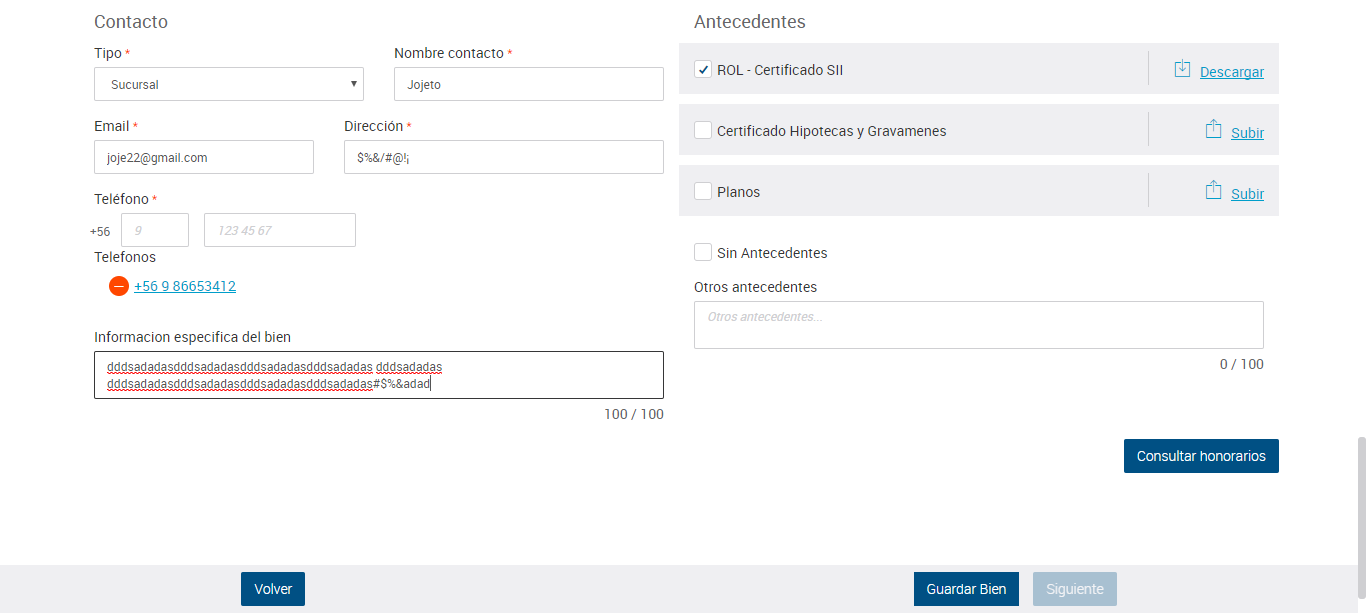 Contacto
Tipo *
Nombre contacto *
Sucursal
Jojeto
Email *
Dirección *
joje22@gmail.com
$%&/#@!¡
Teléfono *
+56
9
123 45 67
Telefonos
+56 9 86653412
Informacion especifica del bien
dddsadadasdddsadadasdddsadadasdddsadadas dddsadadas
dddsadadasdddsadadasdddsadadasdddsadadas#$%&adad
100 / 100
Antecedentes
ROL - Certificado SII
Descargar
Certificado Hipotecas y Gravamenes
Subir
Planos
Subir
Sin Antecedentes
Otros antecedentes
Otros antecedentes...
0 / 100
Consultar honorarios
Volver
Guardar Bien
Siguiente